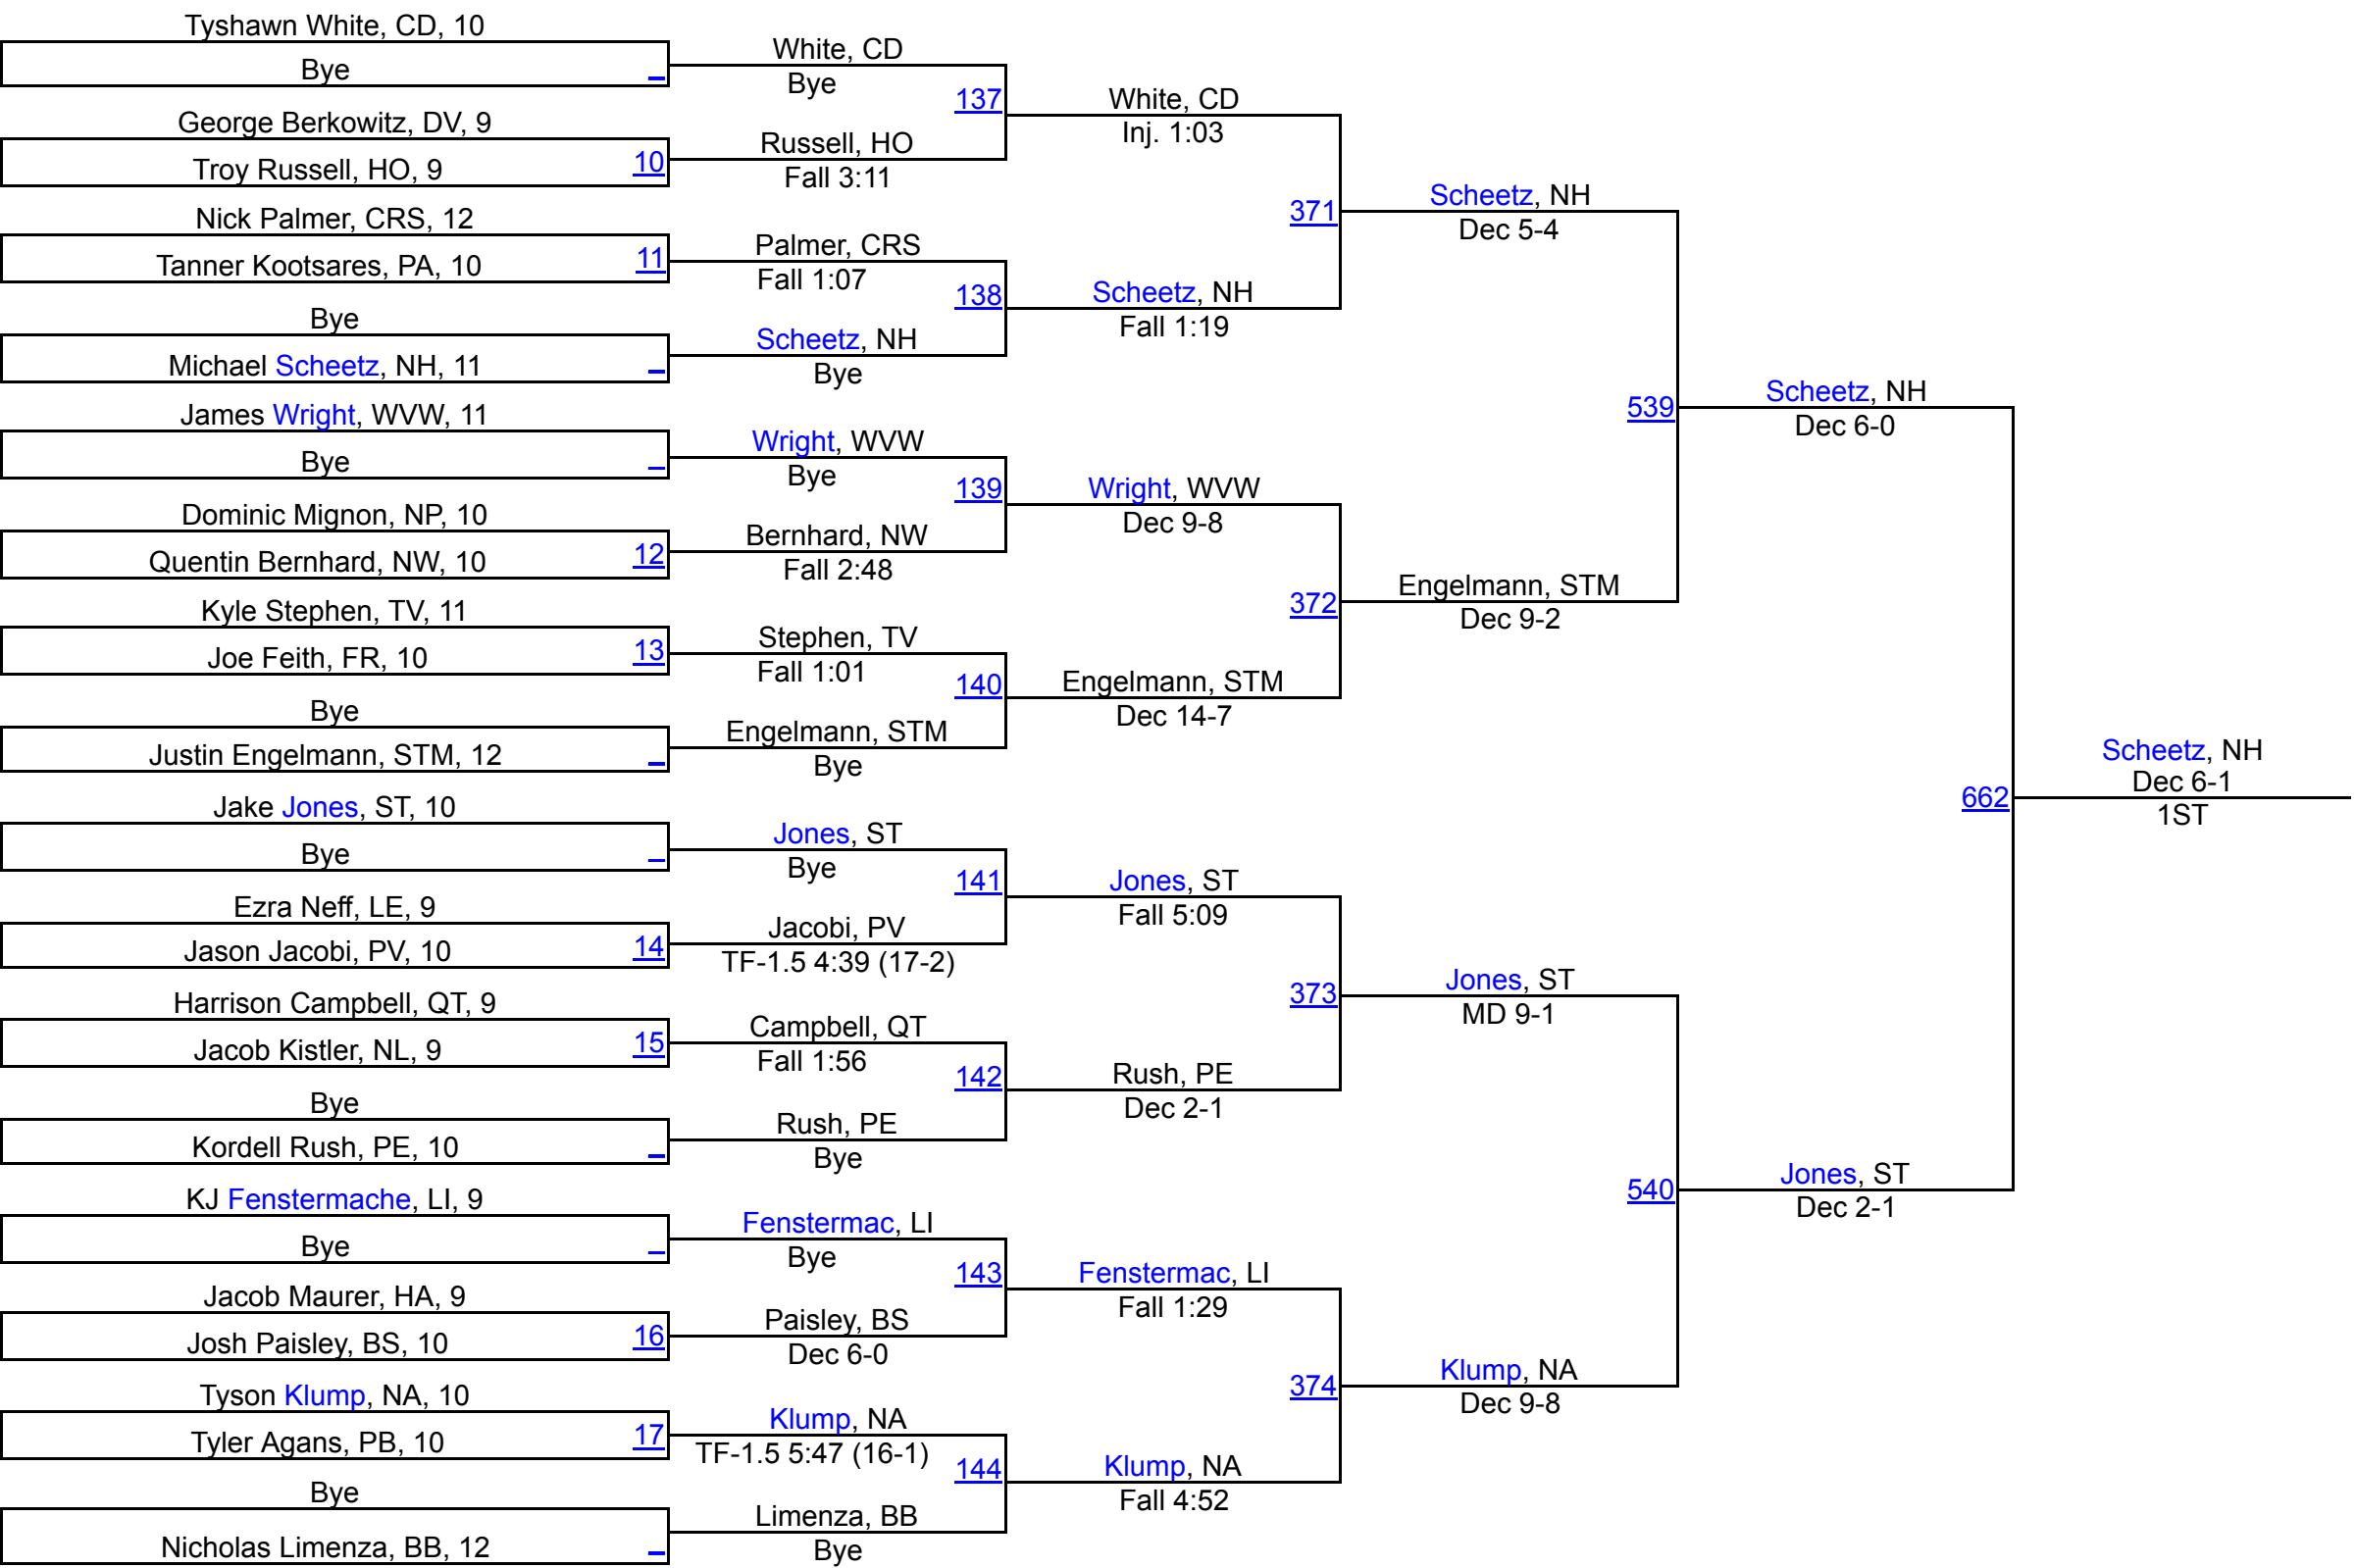 Tyshawn White, CD, 10
Bye
George Berkowitz, DV, 9
Troy Russell, HO, 9
10
Nick Palmer, CRS, 12
Tanner Kootsares, PA, 10
11
Bye
Michael Scheetz, NH, 11
James Wright, WVW, 11
Bye
Dominic Mignon, NP, 10
Quentin Bernhard, NW, 10
12
Kyle Stephen, TV, 11
Joe Feith, FR, 10
13
Bye
Justin Engelmann, STM, 12
Jake Jones, ST, 10
Bye
Ezra Neff, LE, 9
Jason Jacobi, PV, 10
14
Harrison Campbell, QT, 9
Jacob Kistler, NL, 9
15
Bye
Kordell Rush, PE, 10
KJ Fenstermache, LI, 9
Bye
Jacob Maurer, HA, 9
Josh Paisley, BS, 10
16
Tyson Klump, NA, 10
Tyler Agans, PB, 10
17
Bye
Nicholas Limenza, BB, 12
White, CD
Bye
137
Russell, HO
Fall 3:11
Palmer, CRS
Fall 1:07
138
Scheetz, NH
Bye
Wright, WVW
Bye
139
Bernhard, NW
Fall 2:48
Stephen, TV
Fall 1:01
140
Engelmann, STM
Bye
Jones, ST
Bye
141
Jacobi, PV
TF-1.5 4:39 (17-2)
Campbell, QT
Fall 1:56
142
Rush, PE
Bye
Fenstermac, LI
Bye
143
Paisley, BS
Dec 6-0
Klump, NA
TF-1.5 5:47 (16-1)
144
Limenza, BB
Bye
White, CD
Inj. 1:03
371
Scheetz, NH
Fall 1:19
Wright, WVW
Dec 9-8
372
Engelmann, STM
Dec 14-7
Jones, ST
Fall 5:09
373
Rush, PE
Dec 2-1
Fenstermac, LI
Fall 1:29
374
Klump, NA
Fall 4:52
Scheetz, NH
Dec 5-4
539
Engelmann, STM
Dec 9-2
Jones, ST
MD 9-1
540
Klump, NA
Dec 9-8
Scheetz, NH
Dec 6-0
662
Jones, ST
Dec 2-1
Scheetz, NH
Dec 6-1
1ST